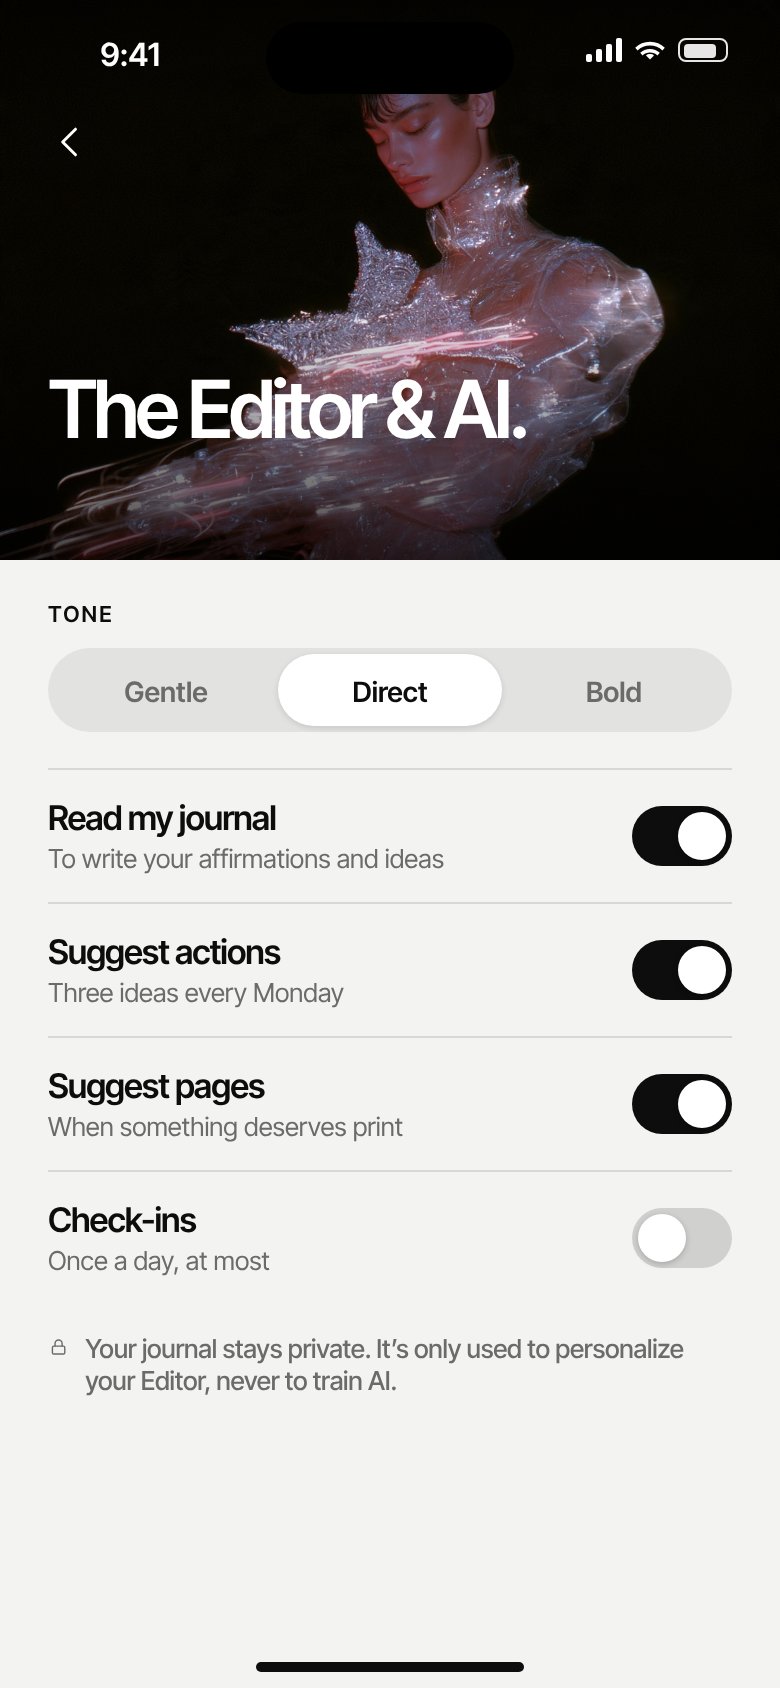 9:41
The Editor & AI.
TONE
Gentle
Direct
Bold
Read my journal
To write your affirmations and ideas
Suggest actions
Three ideas every Monday
Suggest pages
When something deserves print
Check-ins
Once a day, at most
Your journal stays private. It’s only used to personalize
your Editor, never to train AI.